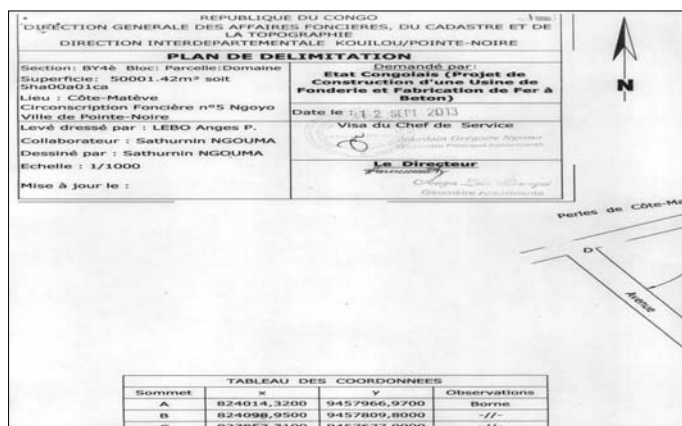 REPUBLIQUE DU CONGO
DIRECTION GENERALE DES AFFAIRES FONCIERES, DU CADASTRE ET DE
LA TOPOGRAPHIE
DIRECTION INTERDEPARTEMENTALE KOUILOU/POINTE-NOIRE
PLAN DE DELIMITATION
Section: BY4è Bloc: Parcelle:Domaine
Superficie: 50001.42m² soit
5ha00a01ca
Lieu : Côte-Matève
Circonscription Foncière n°5 Ngoyo
Ville de Pointe-Noire
Levé dressé par : LEBO Anges P.
Collaborateur : Sathurnin NGOUMA
Dessiné par : Sathurnin NGOUMA
Echelle : 1/1000
Mise à jour le :
Demandé par:
Etat Congolais (Projet de
Construction d'une Usine de
Fonderie et Fabrication de Fer à
Beton)
Date le : 12 SEPT 2013
Visa du Chef de Service
Le Directeur
N
Perles de Côte-Ma
D
Avenue
TABLEAU DES COORDONNEES
Sommet x y Observations
A 824014,3200 9457966,9700 Borne
B 824098,9500 9457809,8000 -//-